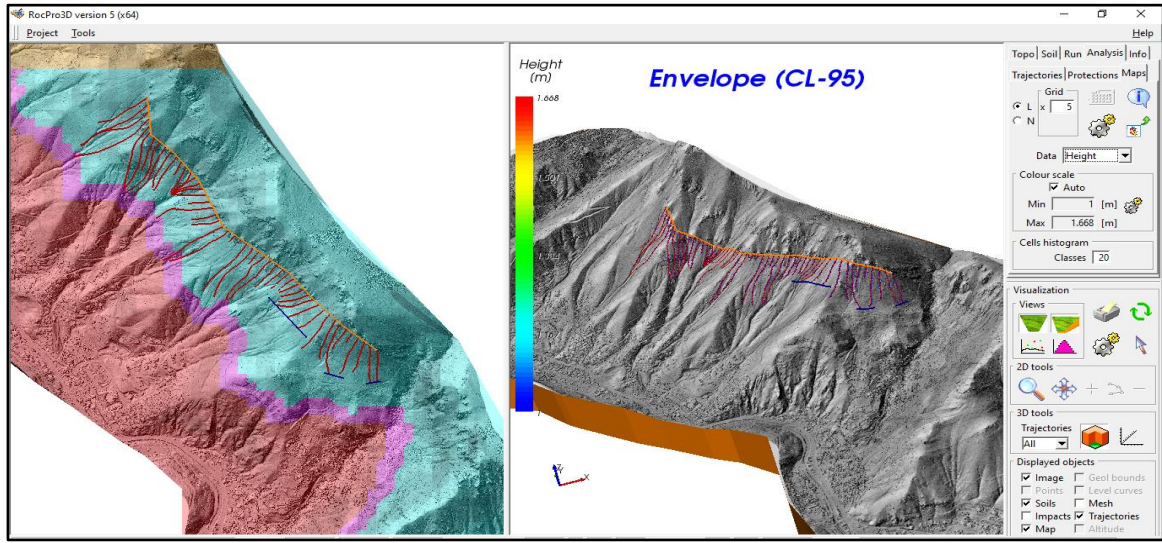 RocPro3D version 5 (x64)
Project Tools
Help
Height
[m]
Envelope (CL-95)
1.668
1
Z
X
Topo Soil Run Analysis Info
Trajectories Protections Maps
Grid
L x 5
N
Data Height
Colour scale
Auto
Min 1 [m]
Max 1.668 [m]
Cells histogram
Classes 20
Visualization
Views
2D tools
3D tools
Trajectories
All
Displayed objects
Image Geol bounds
Points Level curves
Soils Mesh
Impacts Trajectories
Map Altitude